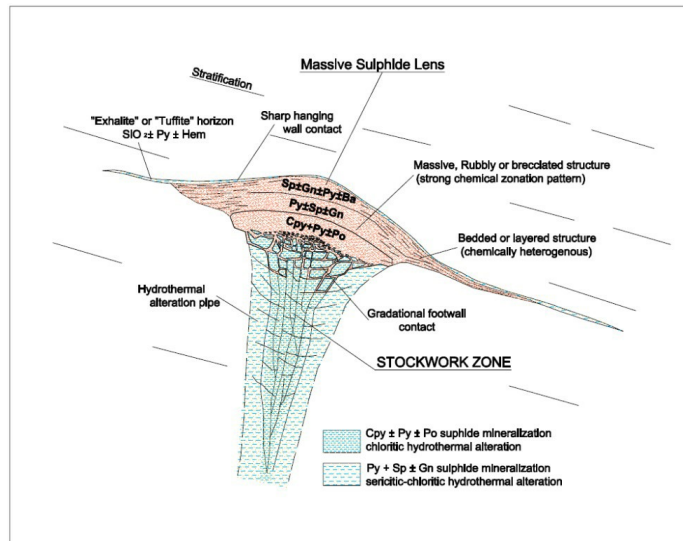 Massive Sulphide Lens
Stratification
"Exhalite" or "Tuffite" horizon
SIO 2± Py ± Hem
Sharp hanging
wall contact
Massive, Rubbly or brecciated structure
(strong chemical zonation pattern)
Sp±Gn±Py±Ba
Py±Sp±Gn
Cpy+Py±Po
Bedded or layered structure
(chemically heterogenous)
Hydrothermal
alteration pipe
Gradational footwall
contact
STOCKWORK ZONE
Cpy ± Py ± Po suphide mineralization
chloritic hydrothermal alteration
Py + Sp ± Gn sulphide mineralization
sericitic-chloritic hydrothermal alteration